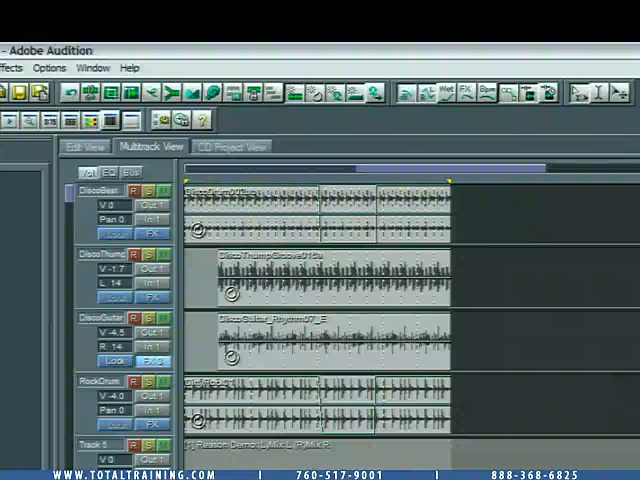 - Adobe Audition
ffects Options Window Help
Edit View Multitrack View CD Project View
Vol EQ Bus
DiscoBeat R S M
V 0 Out 1
Pan 0 In 1
Lock FX
DiscoThump R S M
DiscoThumpGroove01Ba
V -1.7 Out 1
L 14 In 1
Lock FX
DiscoGuitar R S M
DiscoGuitar_Rhythm07_E
V -4.5 Out 1
R 14 In 1
Lock FX 3
RockDrum R S M
V -4.0 Out 1
Pan 0 In 1
Lock FX
Track 5 R S M
V 0 Out 1
WWW.TOTALTRAINING.COM | 760-517-9001 | 888-368-6825